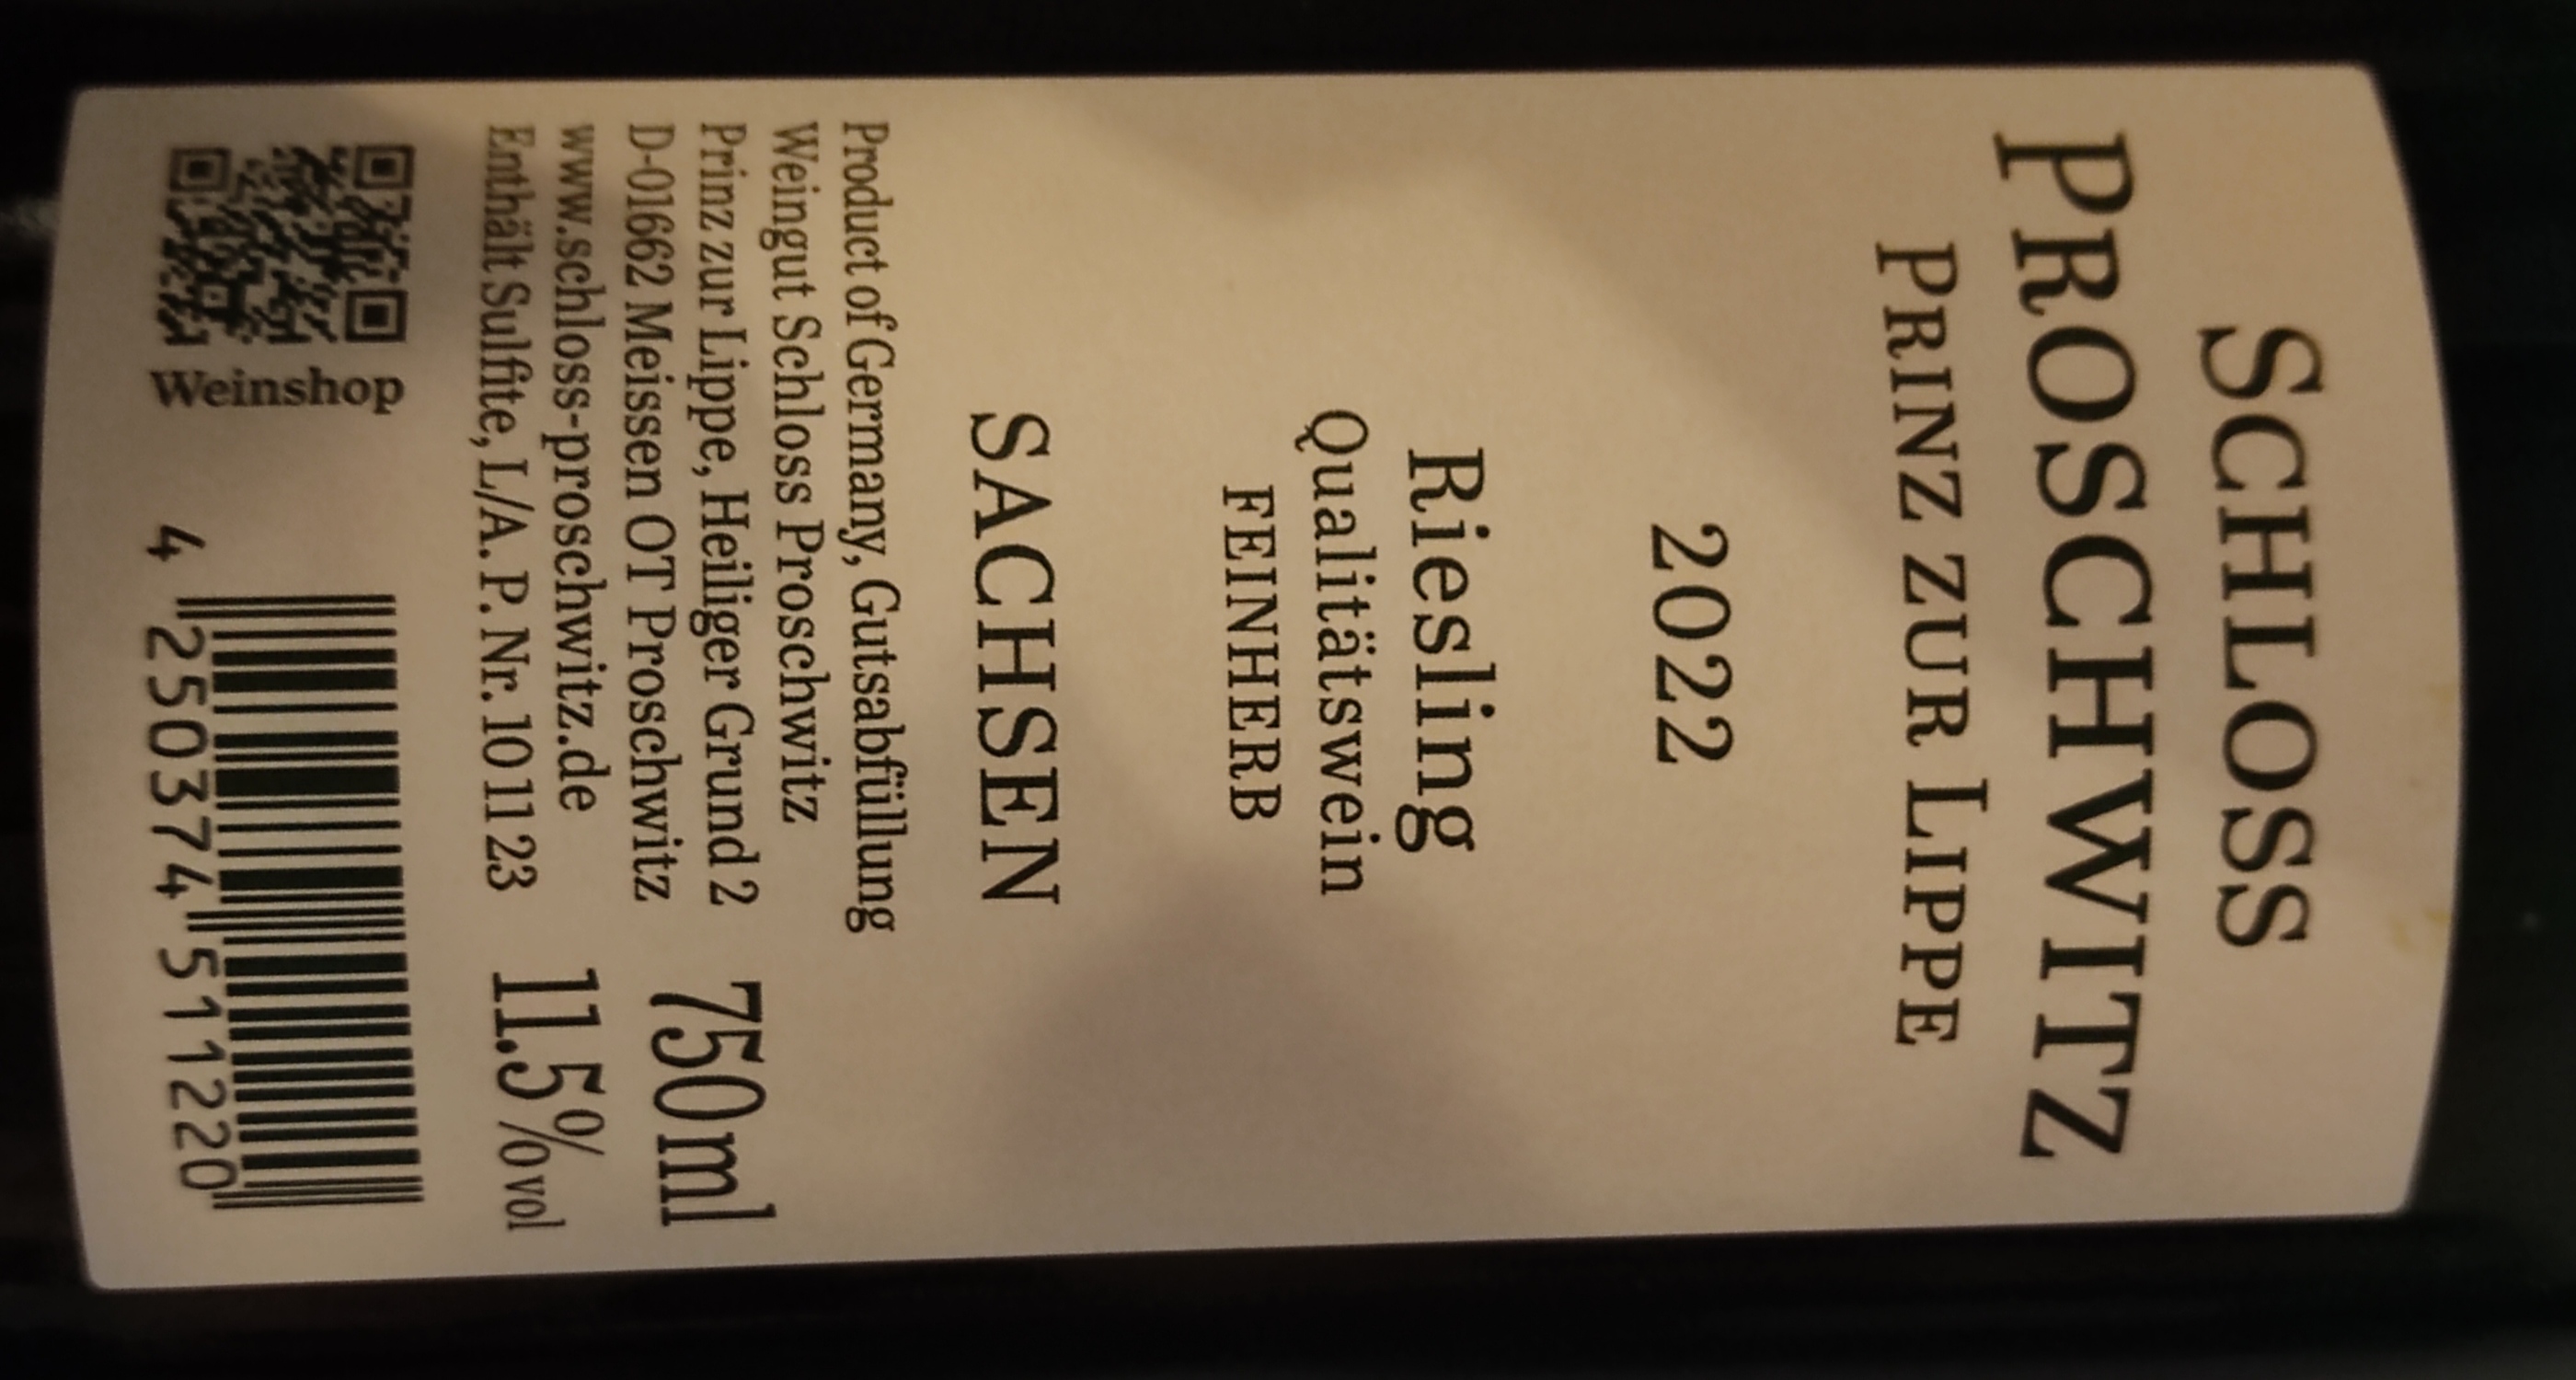 SCHLOSS
PROSCHWITZ
PRINZ ZUR LIPPE
2022
Riesling
Qualitätswein
FEINHERB
SACHSEN
Product of Germany, Gutsabfüllung
Weingut Schloss Proschwitz
Prinz zur Lippe, Heiliger Grund 2
D-01662 Meissen OT Proschwitz
www.schloss-proschwitz.de
Enthält Sulfite, L/A. P. Nr. 10 11 23
750 ml
11.5 % vol
Weinshop
4 250374 511220